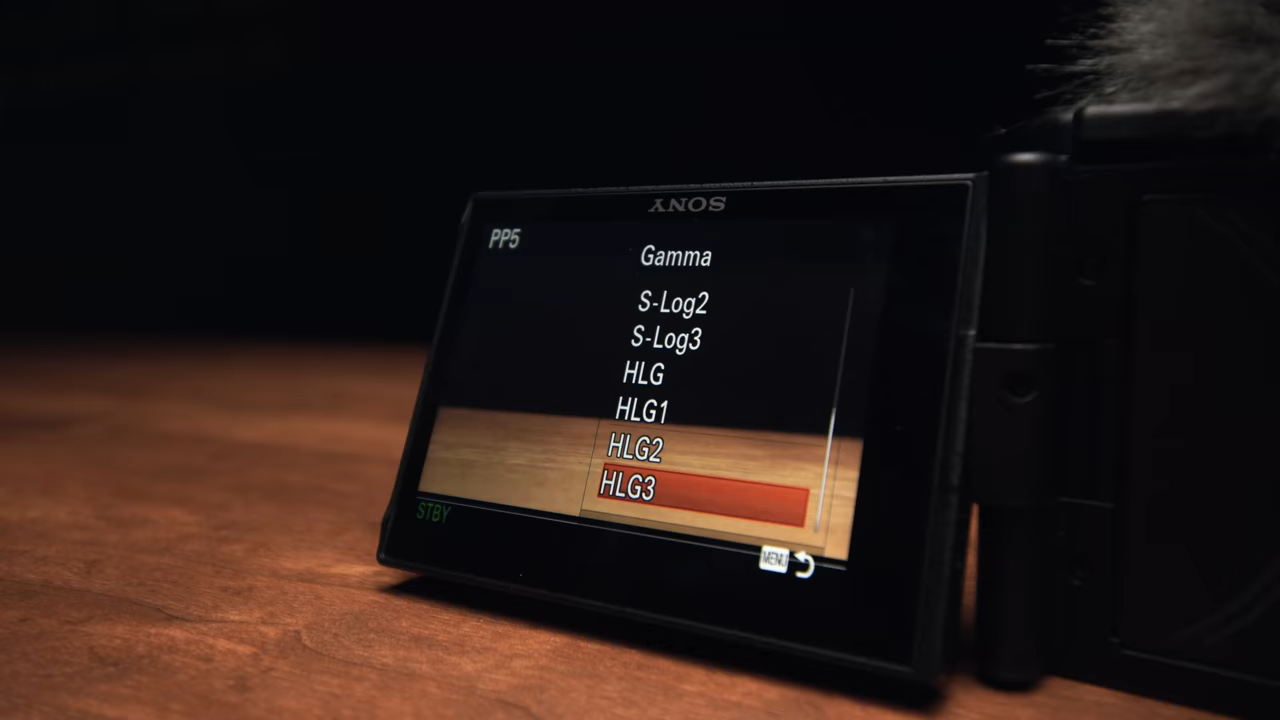 SONY
PP5
Gamma
S-Log2
S-Log3
HLG
HLG1
HLG2
HLG3
STBY
MENU